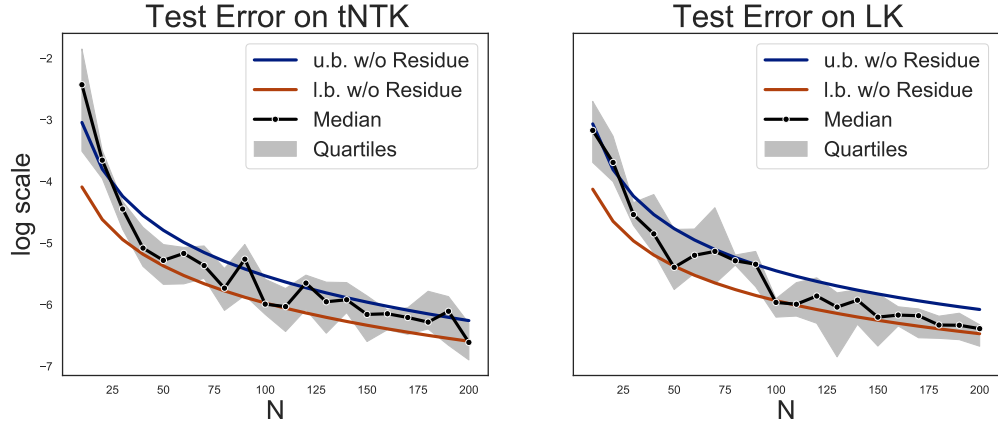 Test Error on tNTK
u.b. w/o Residue
l.b. w/o Residue
Median
Quartiles
log scale
−2
−3
−4
−5
−6
−7
25 50 75 100 125 150 175 200
N
Test Error on LK
u.b. w/o Residue
l.b. w/o Residue
Median
Quartiles
25 50 75 100 125 150 175 200
N